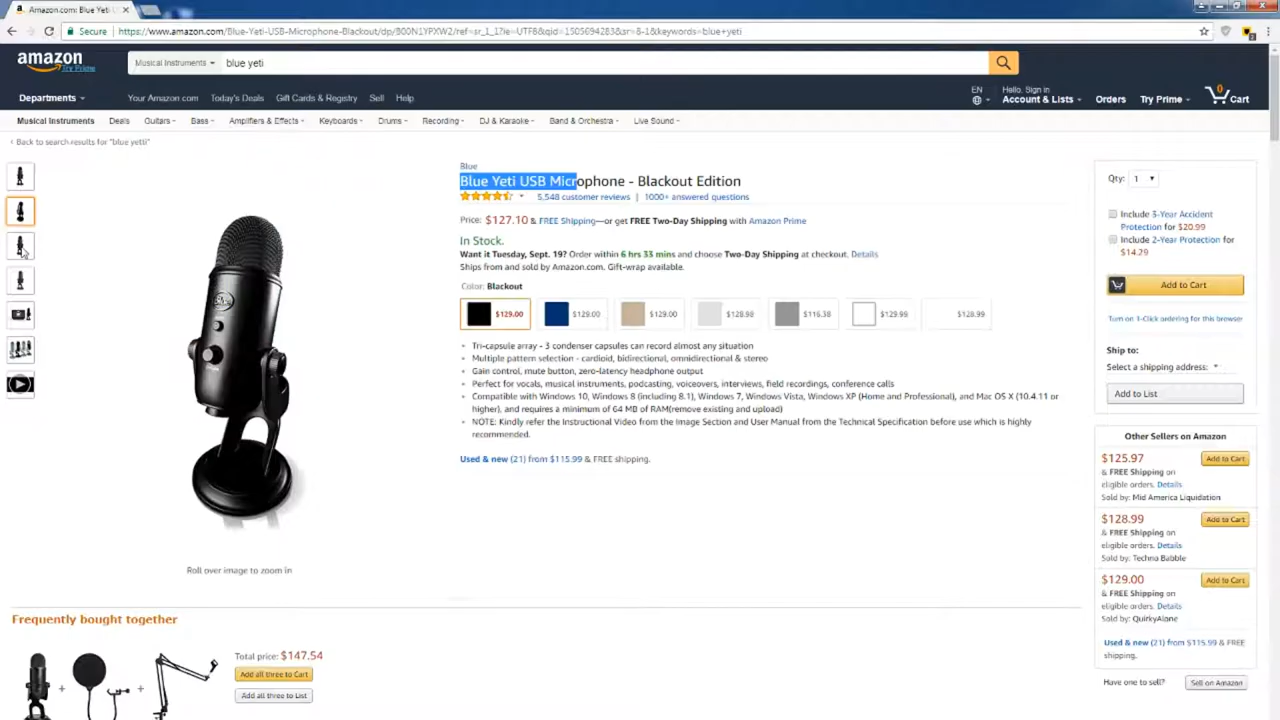 Amazon.com: Blue Yeti U
Secure
https://www.amazon.com/Blue-Yeti-USB-Microphone-Blackout/dp/B00N1YPXW2/ref=sr_1_1?ie=UTF8&qid=1505694283&sr=8-1&keywords=blue+yeti
amazon
Try Prime
Musical Instruments
blue yeti
Departments
Your Amazon.com
Today's Deals
Gift Cards & Registry
Sell
Help
EN
Hello. Sign in
Account & Lists
Orders
Try Prime
0
Cart
Musical Instruments
Deals
Guitars
Bass
Amplifiers & Effects
Keyboards
Drums
Recording
DJ & Karaoke
Band & Orchestra
Live Sound
‹ Back to search results for "blue yeti"
Blue
Blue Yeti USB Microphone - Blackout Edition
5,548 customer reviews | 1000+ answered questions
Price: $127.10 & FREE Shipping—or get FREE Two-Day Shipping with Amazon Prime
In Stock.
Want it Tuesday, Sept. 19? Order within 6 hrs 33 mins and choose Two-Day Shipping at checkout. Details
Ships from and sold by Amazon.com. Gift-wrap available.
Color: Blackout
$129.00
$129.00
$129.00
$128.98
$116.38
$129.98
$128.99
Tri-capsule array - 3 condenser capsules can record almost any situation
Multiple pattern selection - cardioid, bidirectional, omnidirectional & stereo
Gain control, mute button, zero-latency headphone output
Perfect for vocals, musical instruments, podcasting, voiceovers, interviews, field recordings, conference calls
Compatible with Windows 10, Windows 8 (including 8.1), Windows 7, Windows Vista, Windows XP (Home and Professional), and Mac OS X (10.4.11 or
higher), and requires a minimum of 64 MB of RAM(remove existing and upload)
NOTE: Kindly refer the Instructional Video from the Image Section and User Manual from the Technical Specification before use which is highly
recommended.
Used & new (21) from $115.99 & FREE shipping.
Roll over image to zoom in
Qty: 1
Include 3-Year Accident
Protection for $20.99
Include 2-Year Protection for
$14.29
Add to Cart
Turn on 1-Click ordering for this browser
Ship to:
Select a shipping address:
Add to List
Other Sellers on Amazon
$125.97
Add to Cart
& FREE Shipping on
eligible orders. Details
Sold by: Mid America Liquidation
$128.99
Add to Cart
& FREE Shipping on
eligible orders. Details
Sold by: Techno Babble
$129.00
Add to Cart
& FREE Shipping on
eligible orders. Details
Sold by: QuirkyAlone
Used & new (21) from $115.99 & FREE
shipping.
Have one to sell?
Sell on Amazon
Frequently bought together
Total price: $147.54
Add all three to Cart
Add all three to List